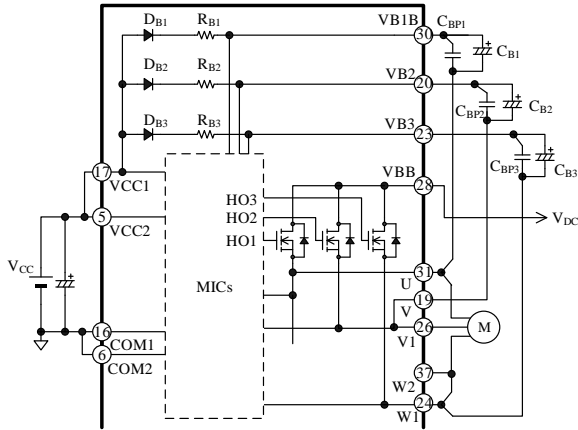 DB1 RB1 VB1B 30 CBP1 CB1
DB2 RB2 VB2 20 CBP2 CB2
DB3 RB3 VB3 23 CBP3 CB3
17 VCC1
VBB 28
VDC
HO3
5 VCC2
HO2
HO1
VCC
MICs
31 U
19 V
M
16 COM1
26 V1
6 COM2
37 W2
24 W1